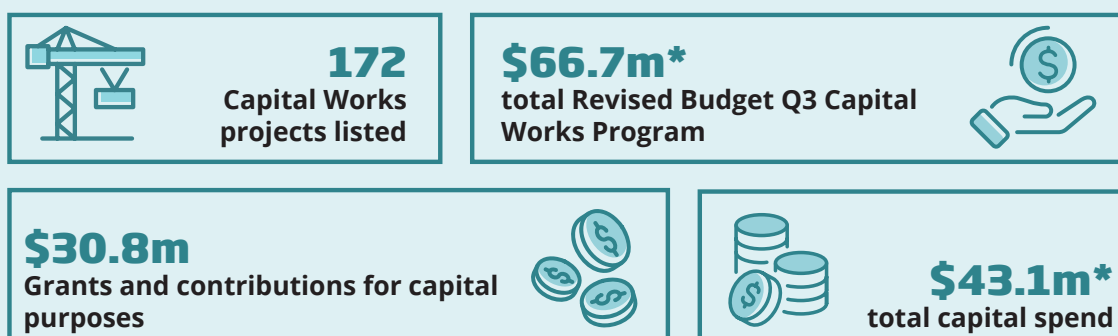 172
Capital Works
projects listed
$66.7m*
total Revised Budget Q3 Capital
Works Program
$30.8m
Grants and contributions for capital
purposes
$43.1m*
total capital spend